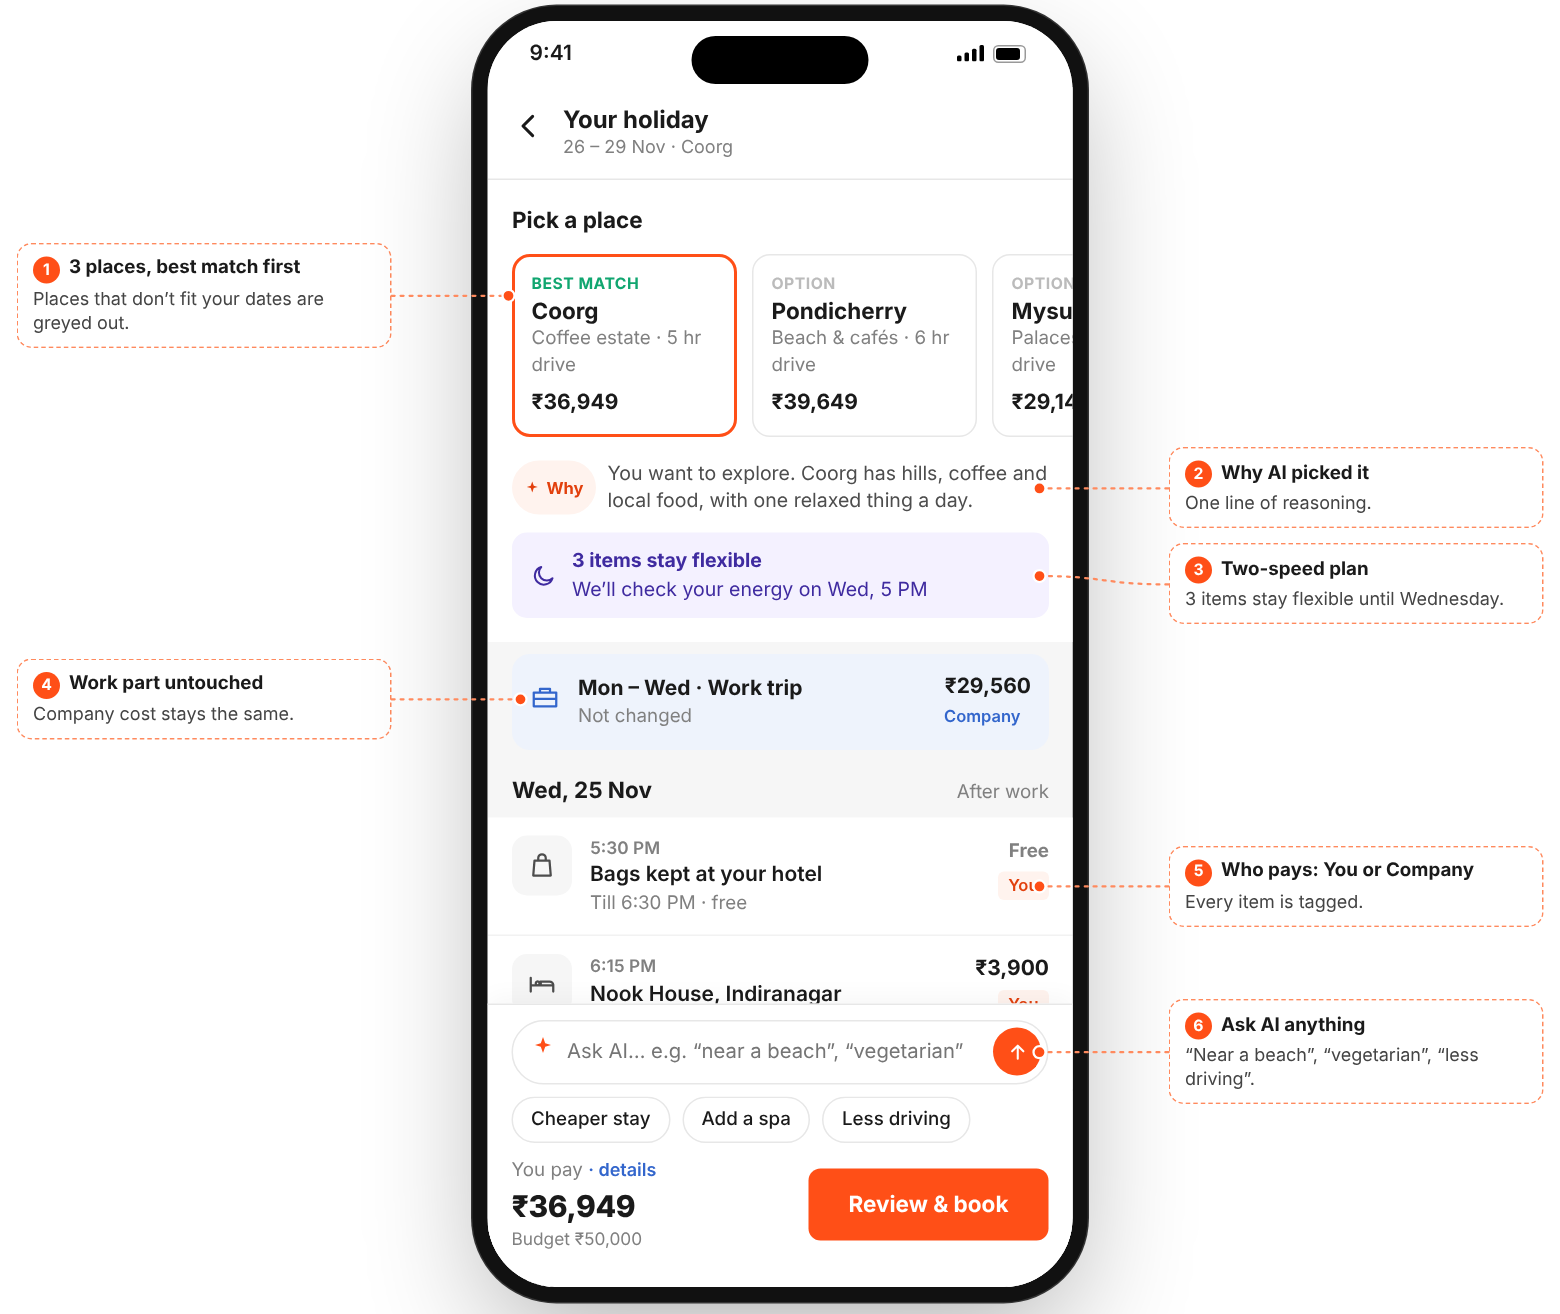 9:41
Your holiday
26 – 29 Nov · Coorg
Pick a place
1 3 places, best match first
Places that don’t fit your dates are
greyed out.
BEST MATCH
Coorg
Coffee estate · 5 hr
drive
₹36,949
OPTION
Pondicherry
Beach & cafés · 6 hr
drive
₹39,649
OPTION
Mysu
Palace
drive
₹29,14
Why
You want to explore. Coorg has hills, coffee and
local food, with one relaxed thing a day.
2 Why AI picked it
One line of reasoning.
3 items stay flexible
We’ll check your energy on Wed, 5 PM
3 Two-speed plan
3 items stay flexible until Wednesday.
4 Work part untouched
Company cost stays the same.
Mon – Wed · Work trip
Not changed
₹29,560
Company
Wed, 25 Nov
After work
5:30 PM
Bags kept at your hotel
Till 6:30 PM · free
Free
You
5 Who pays: You or Company
Every item is tagged.
6:15 PM
Nook House, Indiranagar
₹3,900
You
Ask AI... e.g. “near a beach”, “vegetarian”
6 Ask AI anything
“Near a beach”, “vegetarian”, “less
driving”.
Cheaper stay
Add a spa
Less driving
You pay · details
₹36,949
Budget ₹50,000
Review & book